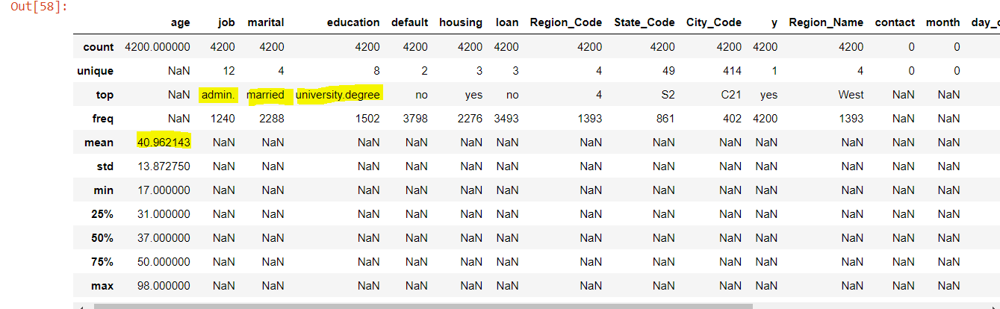 Out[58]:
age job marital education default housing loan Region_Code State_Code City_Code y Region_Name contact month day_
count 4200.000000 4200 4200 4200 4200 4200 4200 4200 4200 4200 4200 4200 0 0
unique NaN 12 4 8 2 3 3 4 49 414 1 4 0 0
top NaN admin. married university.degree no yes no 4 S2 C21 yes West NaN NaN
freq NaN 1240 2288 1502 3798 2276 3493 1393 861 402 4200 1393 NaN NaN
mean 40.962143 NaN NaN NaN NaN NaN NaN NaN NaN NaN NaN NaN NaN NaN
std 13.872750 NaN NaN NaN NaN NaN NaN NaN NaN NaN NaN NaN NaN NaN
min 17.000000 NaN NaN NaN NaN NaN NaN NaN NaN NaN NaN NaN NaN NaN
25% 31.000000 NaN NaN NaN NaN NaN NaN NaN NaN NaN NaN NaN NaN NaN
50% 37.000000 NaN NaN NaN NaN NaN NaN NaN NaN NaN NaN NaN NaN NaN
75% 50.000000 NaN NaN NaN NaN NaN NaN NaN NaN NaN NaN NaN NaN NaN
max 98.000000 NaN NaN NaN NaN NaN NaN NaN NaN NaN NaN NaN NaN NaN